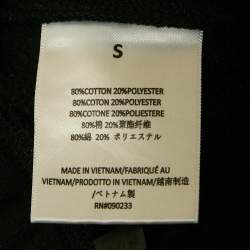 S
80%COTTON 20%POLYESTER
80%COTON 20%POLYESTER
80%COTONE 20%POLIESTERE
80%棉 20%聚酯纤维
80%綿 20% ポリエステル
MADE IN VIETNAM/FABRIQUÉ AU
VIETNAM/PRODOTTO IN VIETNAM/越南制造
/ベトナム製
RN#090233